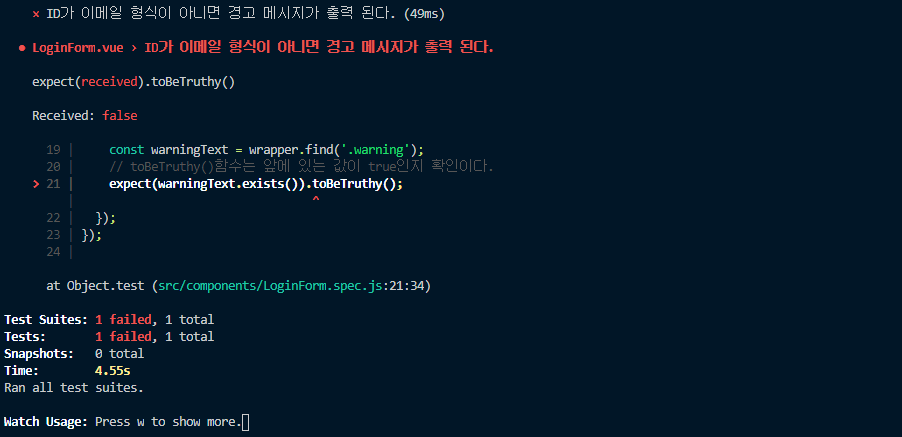 ✕ ID가 이메일 형식이 아니면 경고 메시지가 출력 된다. (49ms)
● LoginForm.vue › ID가 이메일 형식이 아니면 경고 메시지가 출력 된다.
expect(received).toBeTruthy()
Received: false
19 |     const warningText = wrapper.find('.warning');
20 |     // toBeTruthy()함수는 앞에 있는 값이 true인지 확인이다.
> 21 |     expect(warningText.exists()).toBeTruthy();
|                                  ^
22 |   });
23 | });
24 |
at Object.test (src/components/LoginForm.spec.js:21:34)
Test Suites: 1 failed, 1 total
Tests:       1 failed, 1 total
Snapshots:   0 total
Time:        4.55s
Ran all test suites.
Watch Usage: Press w to show more.